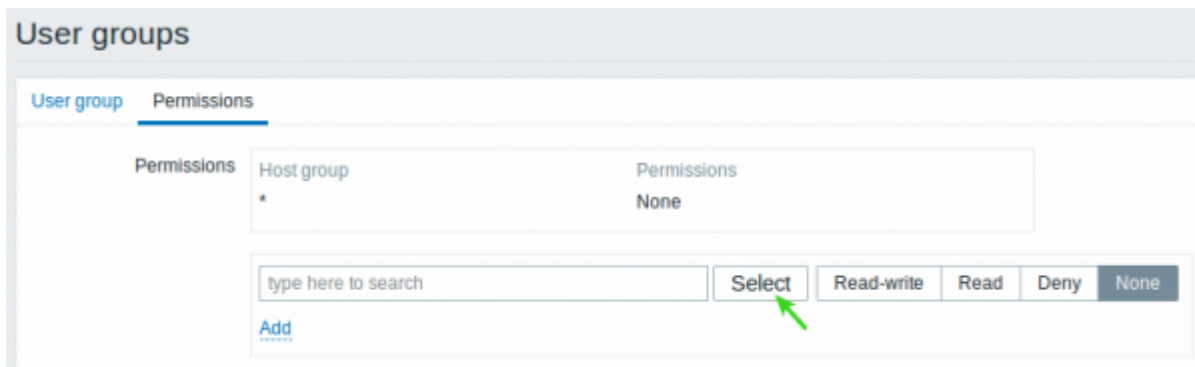 User groups
User group Permissions
Permissions Host group Permissions
* None
type here to search Select Read-write Read Deny None
Add